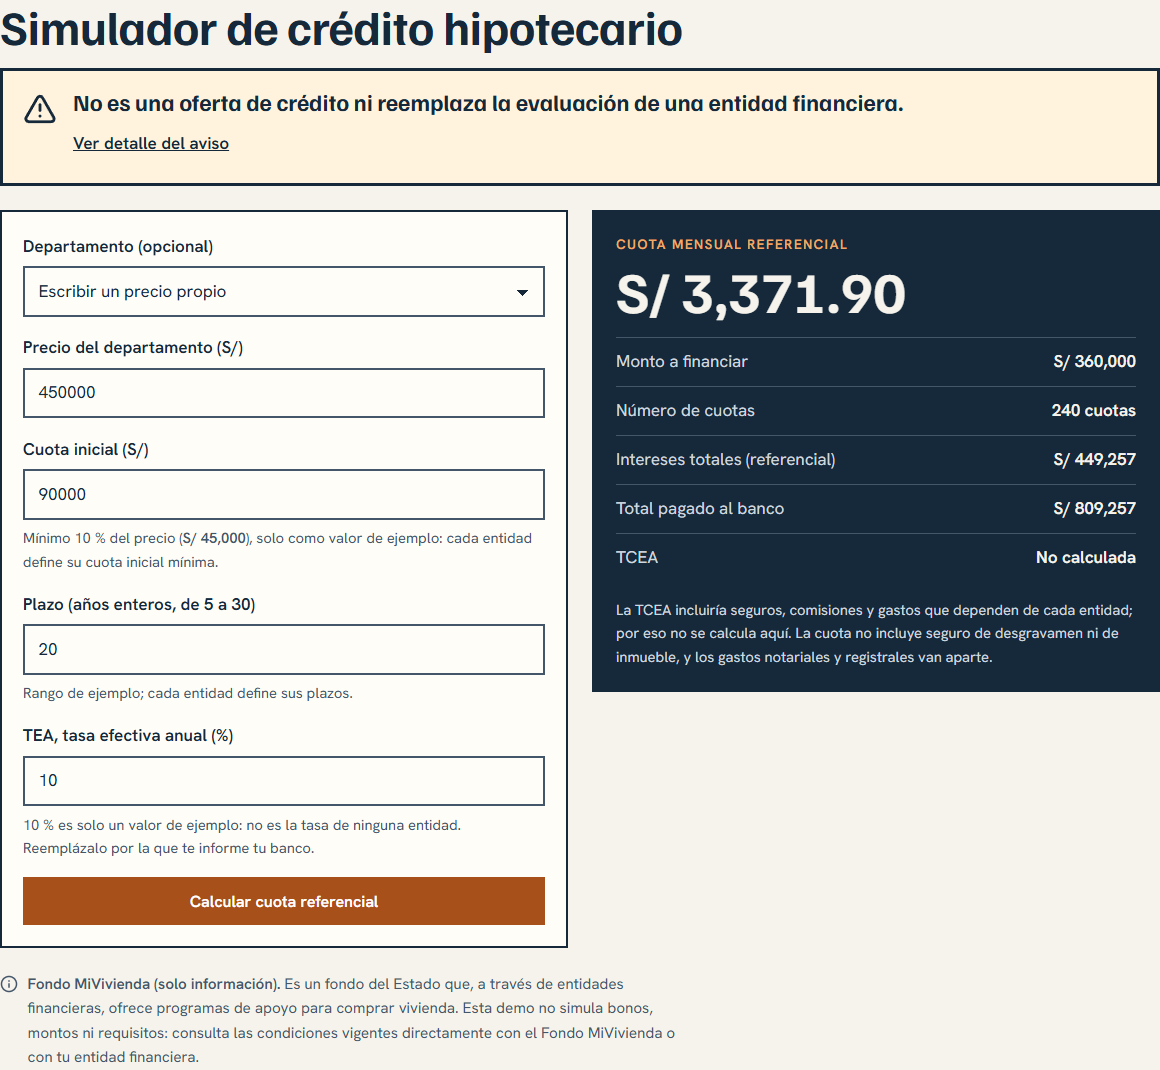 Simulador de crédito hipotecario
No es una oferta de crédito ni reemplaza la evaluación de una entidad financiera.
Ver detalle del aviso
Departamento (opcional)
Escribir un precio propio
Precio del departamento (S/)
450000
Cuota inicial (S/)
90000
Mínimo 10 % del precio (S/ 45,000), solo como valor de ejemplo: cada entidad
define su cuota inicial mínima.
Plazo (años enteros, de 5 a 30)
20
Rango de ejemplo; cada entidad define sus plazos.
TEA, tasa efectiva anual (%)
10
10 % es solo un valor de ejemplo: no es la tasa de ninguna entidad.
Reemplázalo por la que te informe tu banco.
Calcular cuota referencial
CUOTA MENSUAL REFERENCIAL
S/ 3,371.90
Monto a financiar S/ 360,000
Número de cuotas 240 cuotas
Intereses totales (referencial) S/ 449,257
Total pagado al banco S/ 809,257
TCEA No calculada
La TCEA incluiría seguros, comisiones y gastos que dependen de cada entidad;
por eso no se calcula aquí. La cuota no incluye seguro de desgravamen ni de
inmueble, y los gastos notariales y registrales van aparte.
Fondo MiVivienda (solo información). Es un fondo del Estado que, a través de entidades
financieras, ofrece programas de apoyo para comprar vivienda. Esta demo no simula bonos,
montos ni requisitos: consulta las condiciones vigentes directamente con el Fondo MiVivienda o
con tu entidad financiera.